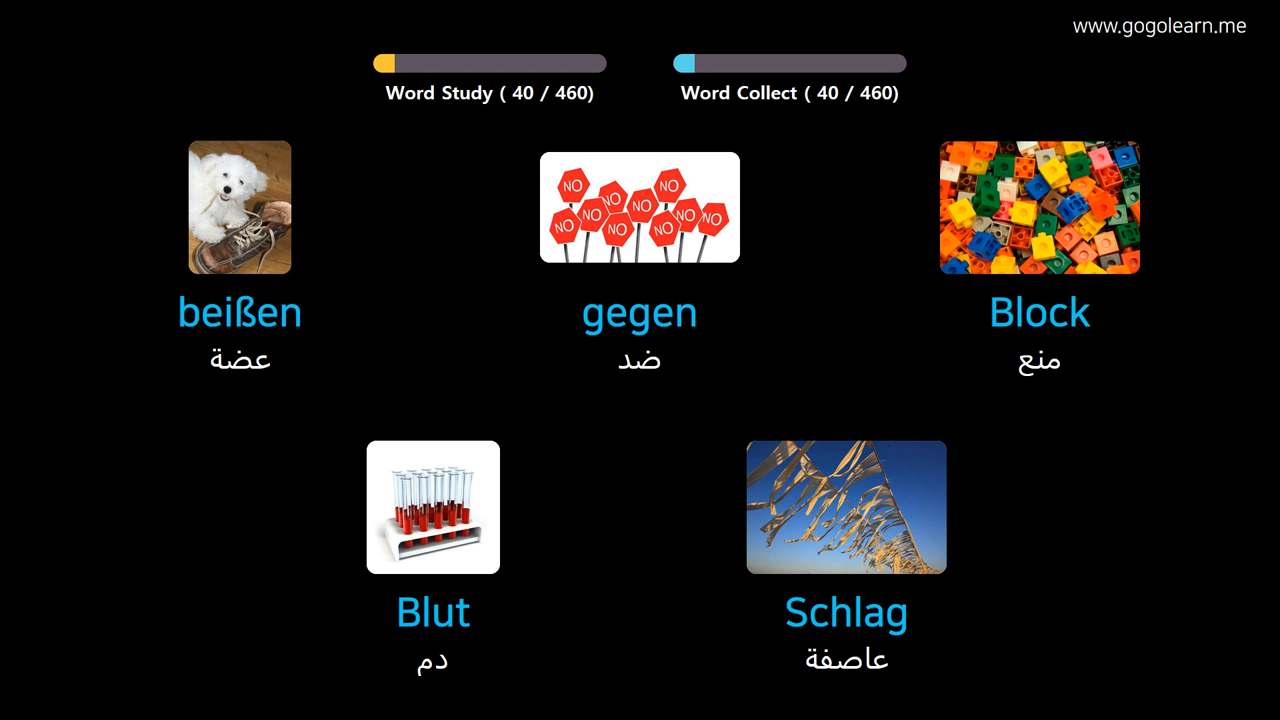 www.gogolearn.me
Word Study ( 40 / 460)
Word Collect ( 40 / 460)
NO NO NO NO NO NO NO NO NO NO
beißen
عضة
gegen
ضد
Block
منع
Blut
دم
Schlag
عاصفة